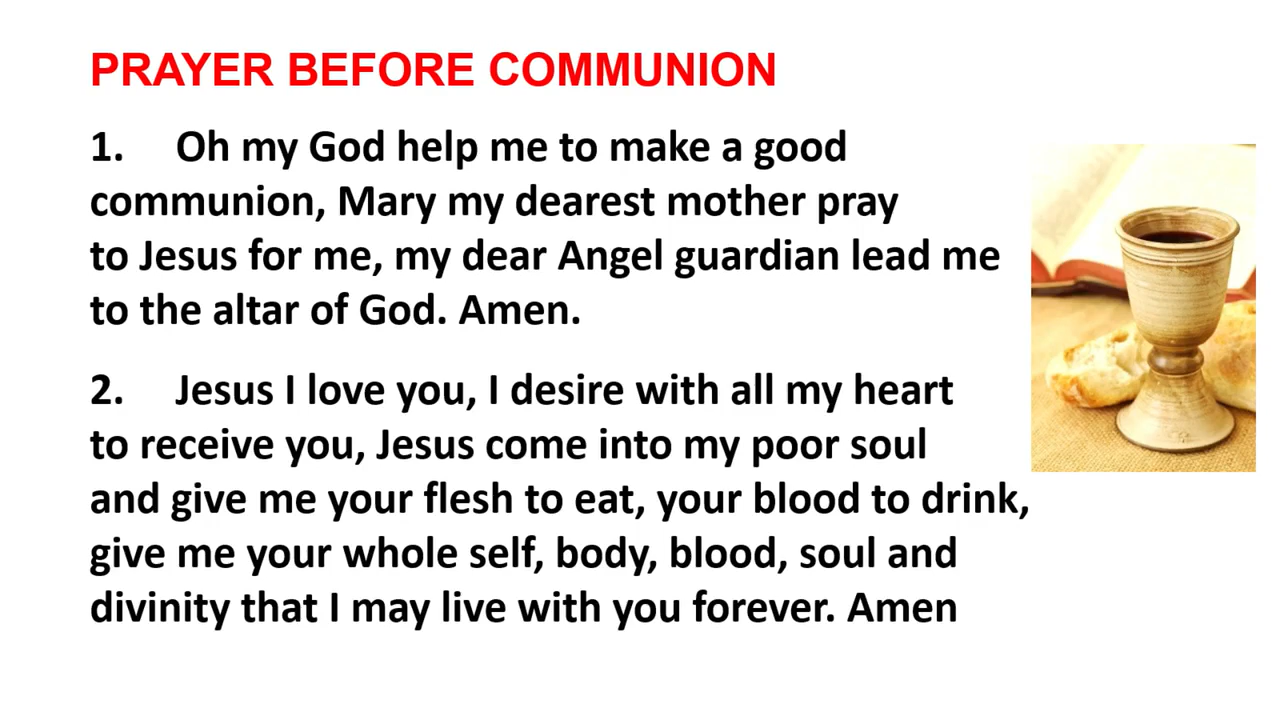 PRAYER BEFORE COMMUNION
1. Oh my God help me to make a good
communion, Mary my dearest mother pray
to Jesus for me, my dear Angel guardian lead me
to the altar of God. Amen.
2. Jesus I love you, I desire with all my heart
to receive you, Jesus come into my poor soul
and give me your flesh to eat, your blood to drink,
give me your whole self, body, blood, soul and
divinity that I may live with you forever. Amen